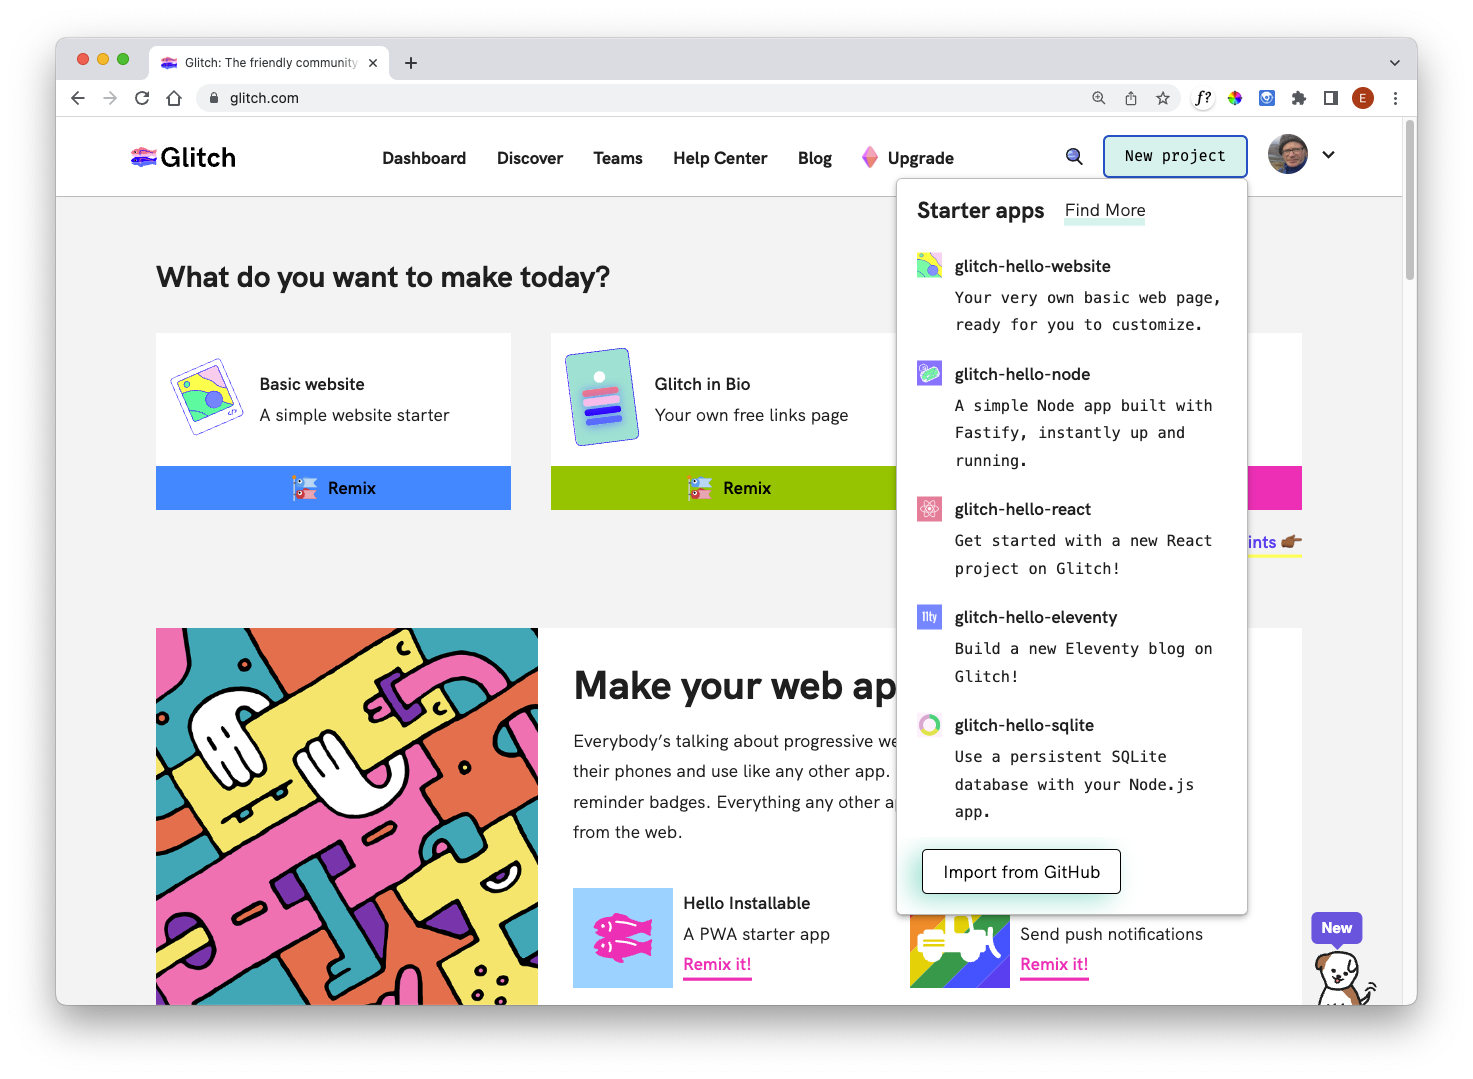 Glitch: The friendly community
glitch.com
f?
E
Glitch
Dashboard
Discover
Teams
Help Center
Blog
Upgrade
New project
Starter apps
Find More
glitch-hello-website
Your very own basic web page,
ready for you to customize.
glitch-hello-node
A simple Node app built with
Fastify, instantly up and
running.
glitch-hello-react
Get started with a new React
project on Glitch!
11ty
glitch-hello-eleventy
Build a new Eleventy blog on
Glitch!
glitch-hello-sqlite
Use a persistent SQLite
database with your Node.js
app.
Import from GitHub
What do you want to make today?
Basic website
A simple website starter
Remix
Glitch in Bio
Your own free links page
Remix
ints
Make your web ap
Everybody’s talking about progressive we
their phones and use like any other app.
reminder badges. Everything any other a
from the web.
Hello Installable
A PWA starter app
Remix it!
Send push notifications
Remix it!
New